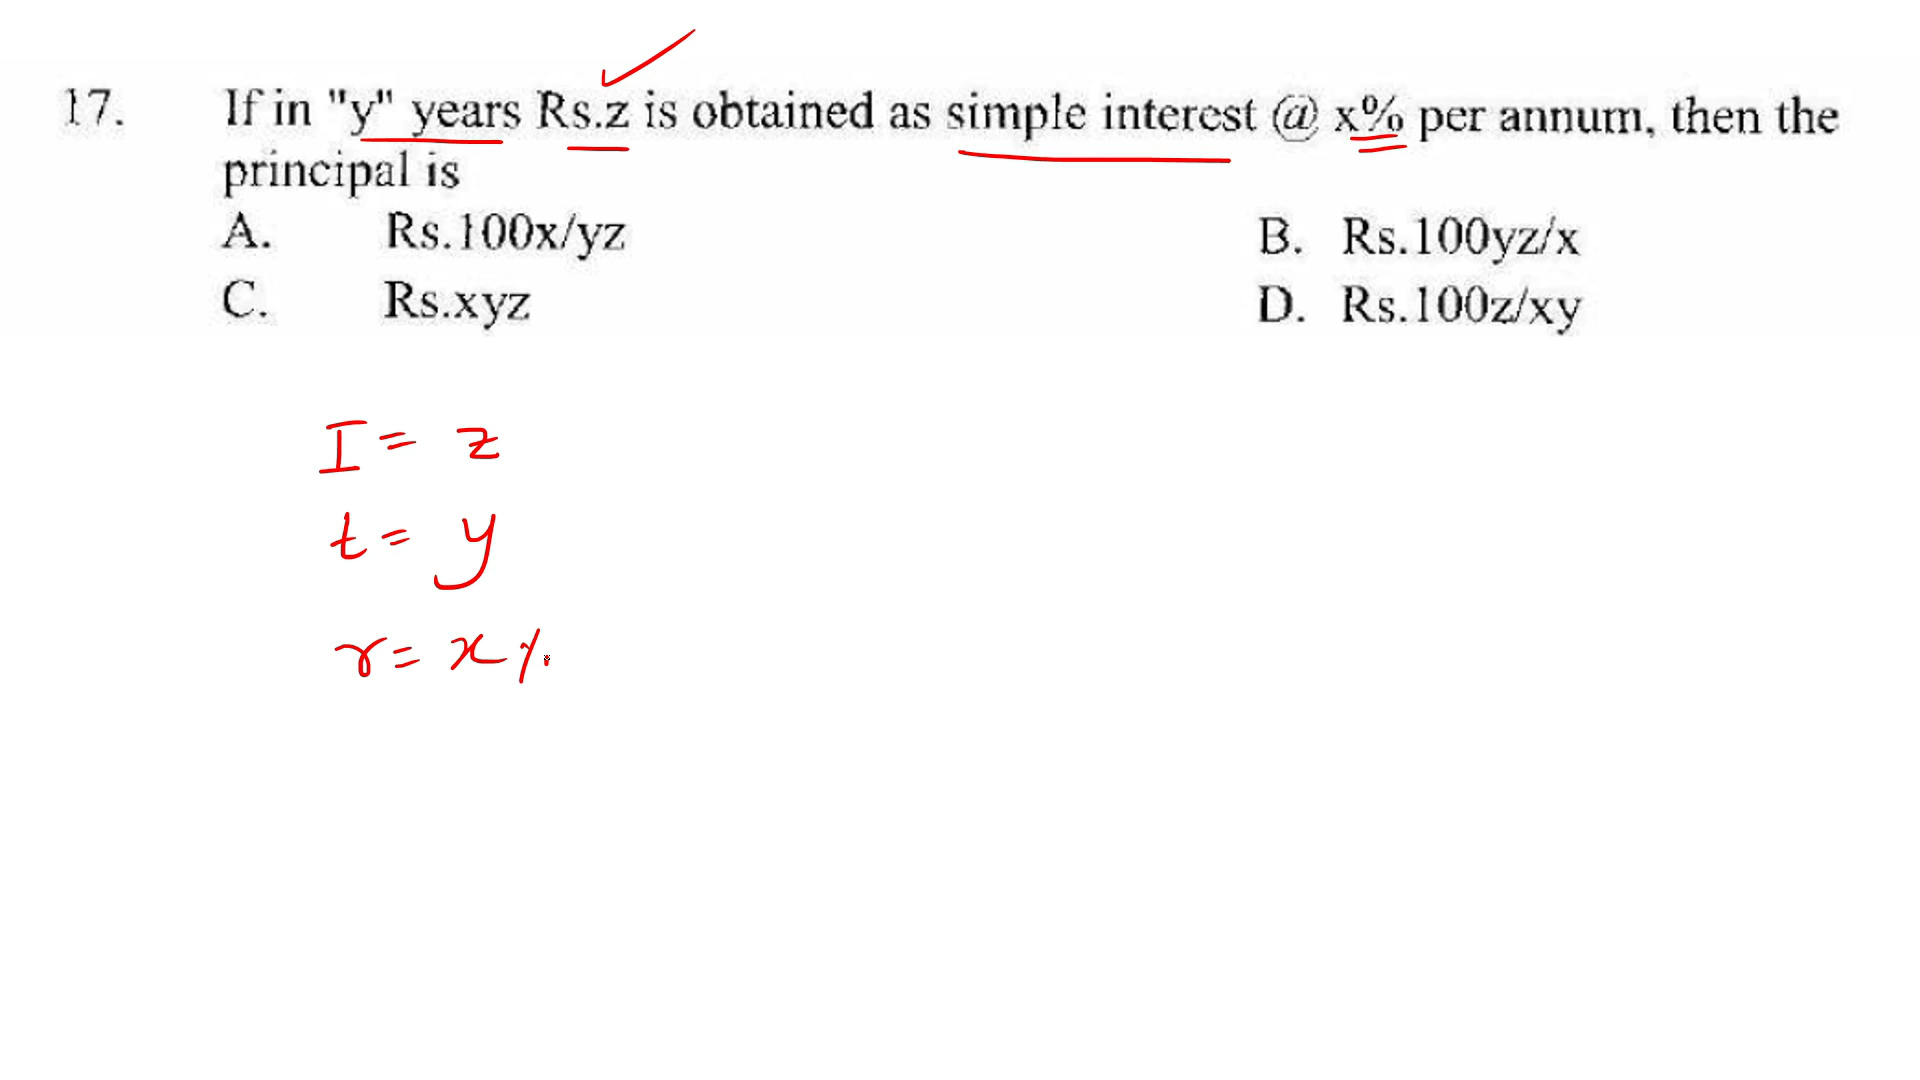 17. If in "y" years Rs.z is obtained as simple interest @ x% per annum, then the
principal is
A. Rs.100x/yz B. Rs.100yz/x
C. Rs.xyz D. Rs.100z/xy
I = z
t = y
r = x%